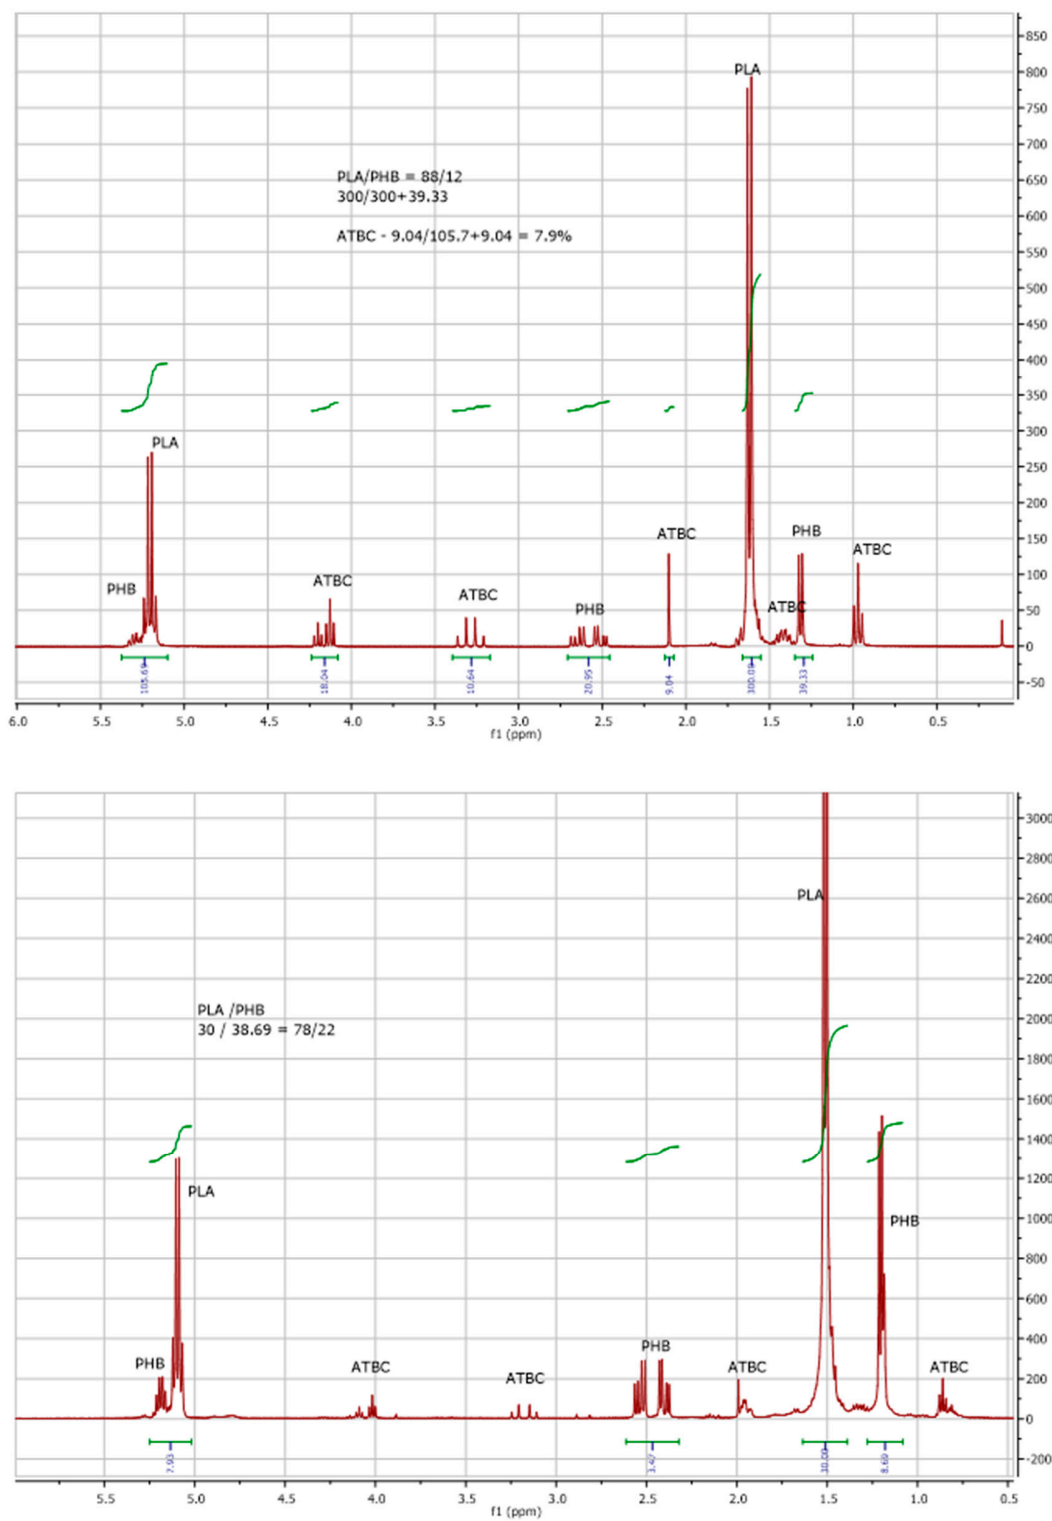 PLA
850
800
750
700
650
600
550
500
450
400
350
300
250
200
150
100
50
0
-50
PLA/PHB = 88/12
300/300+39.33
ATBC - 9.04/105.7+9.04 = 7.9%
PLA
PHB
ATBC
ATBC
PHB
ATBC
ATBC
PHB
ATBC
105.69
18.04
10.64
20.95
9.04
300.09
39.33
6.0 5.5 5.0 4.5 4.0 3.5 3.0 2.5 2.0 1.5 1.0 0.5
f1 (ppm)
3000
2800
2600
2400
2200
2000
1800
1600
1400
1200
1000
800
600
400
200
0
-200
PLA
PLA /PHB
30 / 38.69 = 78/22
PLA
PHB
PHB
ATBC
ATBC
PHB
ATBC
ATBC
7.93
3.47
30.00
8.69
5.5 5.0 4.5 4.0 3.5 3.0 2.5 2.0 1.5 1.0 0.5
f1 (ppm)